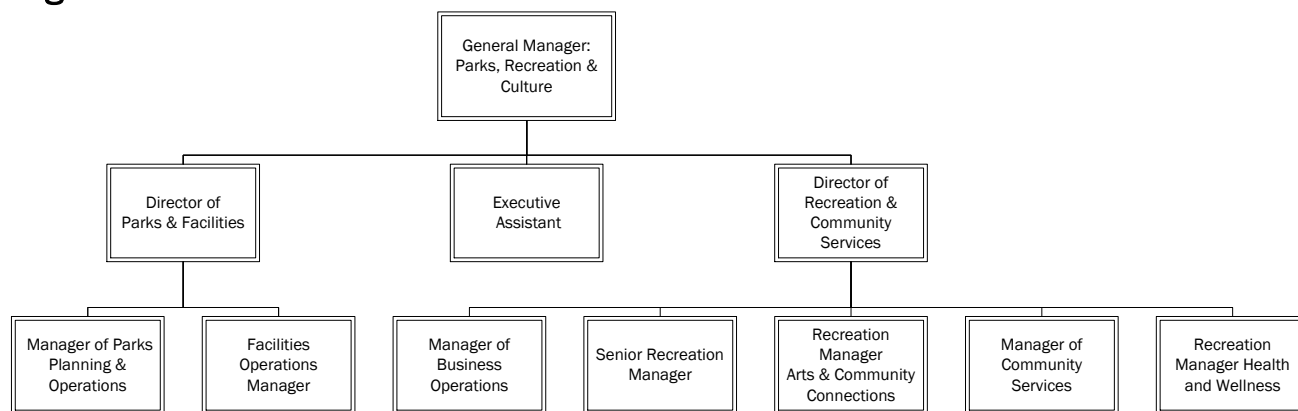 General Manager:
Parks, Recreation &
Culture
Director of
Parks & Facilities
Executive
Assistant
Director of
Recreation &
Community
Services
Manager of Parks
Planning &
Operations
Facilities
Operations
Manager
Manager of
Business
Operations
Senior Recreation
Manager
Recreation
Manager
Arts & Community
Connections
Manager of
Community
Services
Recreation
Manager Health
and Wellness